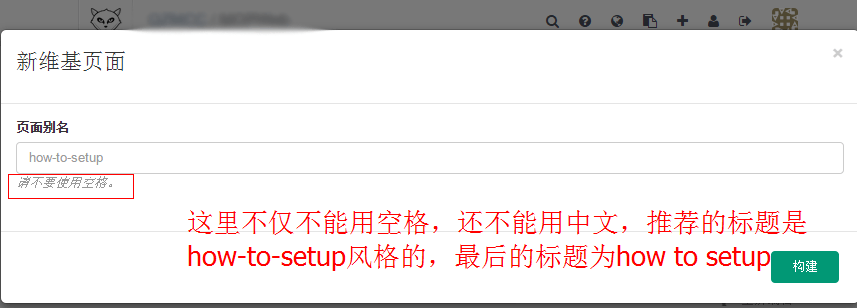 新维基页面
×
页面别名
how-to-setup
请不要使用空格。
这里不仅不能用空格，还不能用中文，推荐的标题是
how-to-setup风格的，最后的标题为how to setup
构建